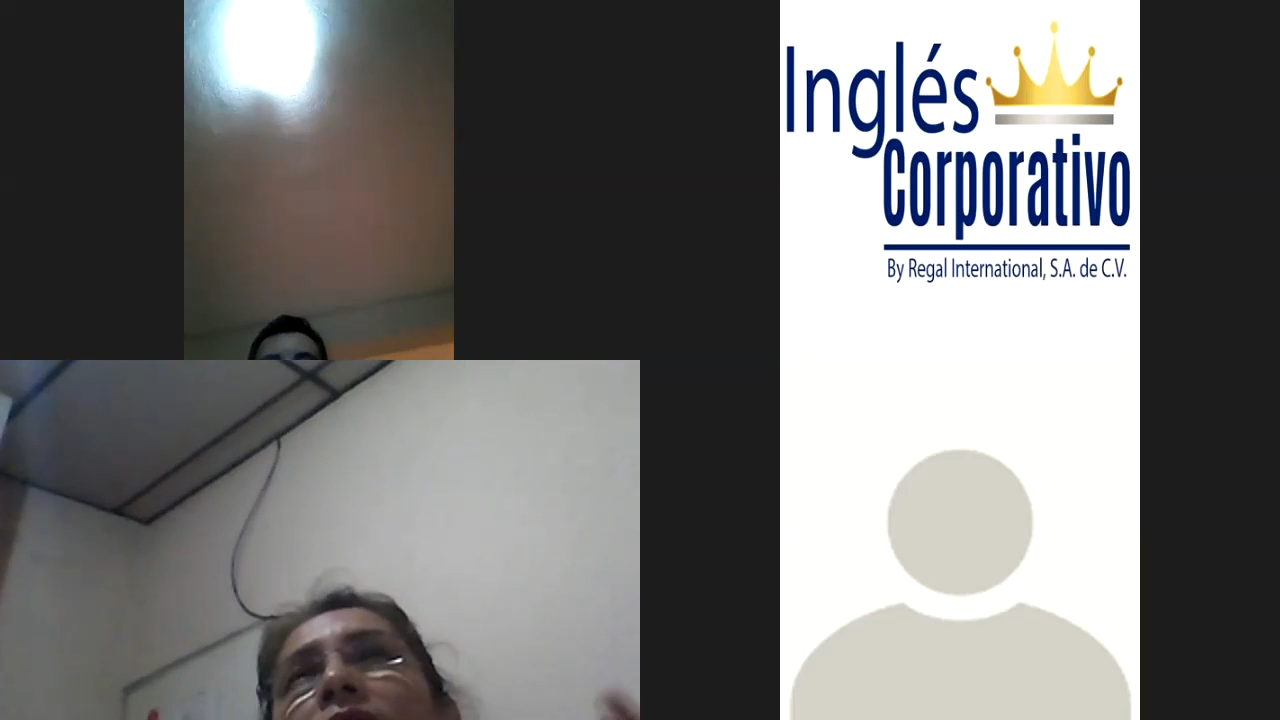 Inglés
Corporativo
By Regal International, S.A. de C.V.